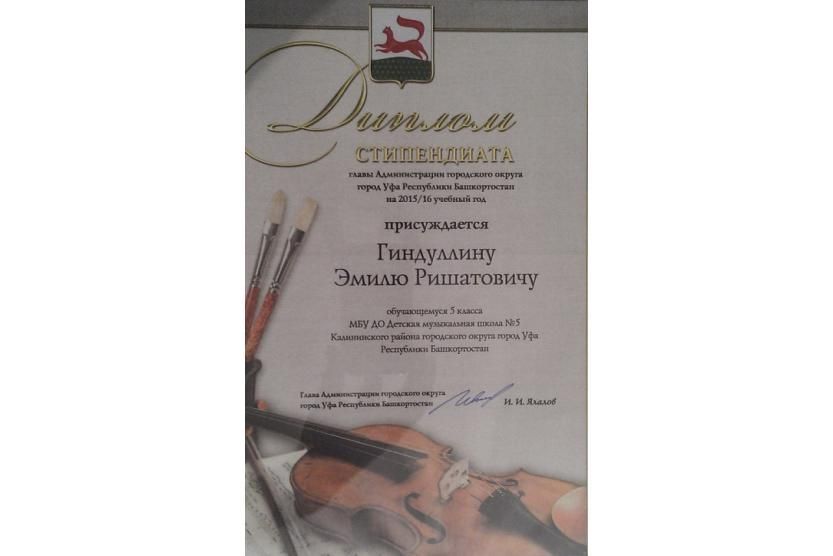 Диплом
СТИПЕНДИАТА
главы Администрации городского округа
город Уфа Республики Башкортостан
на 2015/16 учебный год
присуждается
Гиндуллину
Эмилю Ришатовичу
обучающемуся 5 класса
МБУ ДО Детская музыкальная школа №5
Калининского района городского округа город Уфа
Республики Башкортостан
Глава Администрации городского округа
город Уфа Республики Башкортостан
И. И. Ялалов